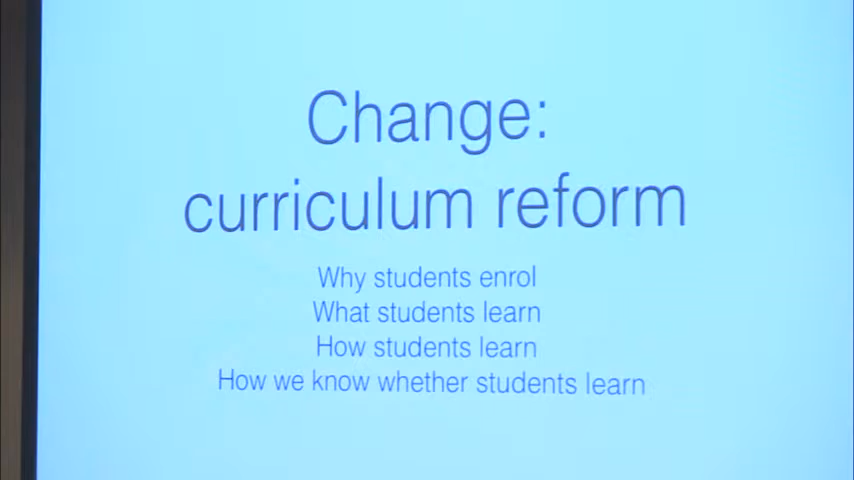 Change:
curriculum reform
Why students enrol
What students learn
How students learn
How we know whether students learn